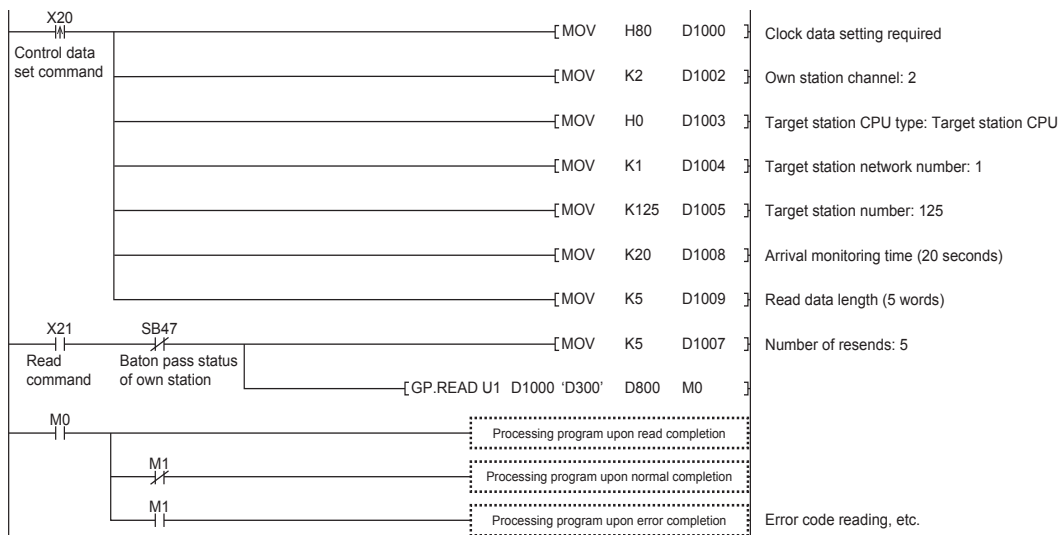 X20
Control data
set command
MOV H80 D1000 Clock data setting required
MOV K2 D1002 Own station channel: 2
MOV H0 D1003 Target station CPU type: Target station CPU
MOV K1 D1004 Target station network number: 1
MOV K125 D1005 Target station number: 125
MOV K20 D1008 Arrival monitoring time (20 seconds)
MOV K5 D1009 Read data length (5 words)
X21 SB47
Read
command
Baton pass status
of own station
MOV K5 D1007 Number of resends: 5
GP.READ U1 D1000 ‘D300’ D800 M0
M0
Processing program upon read completion
M1
Processing program upon normal completion
M1
Processing program upon error completion Error code reading, etc.